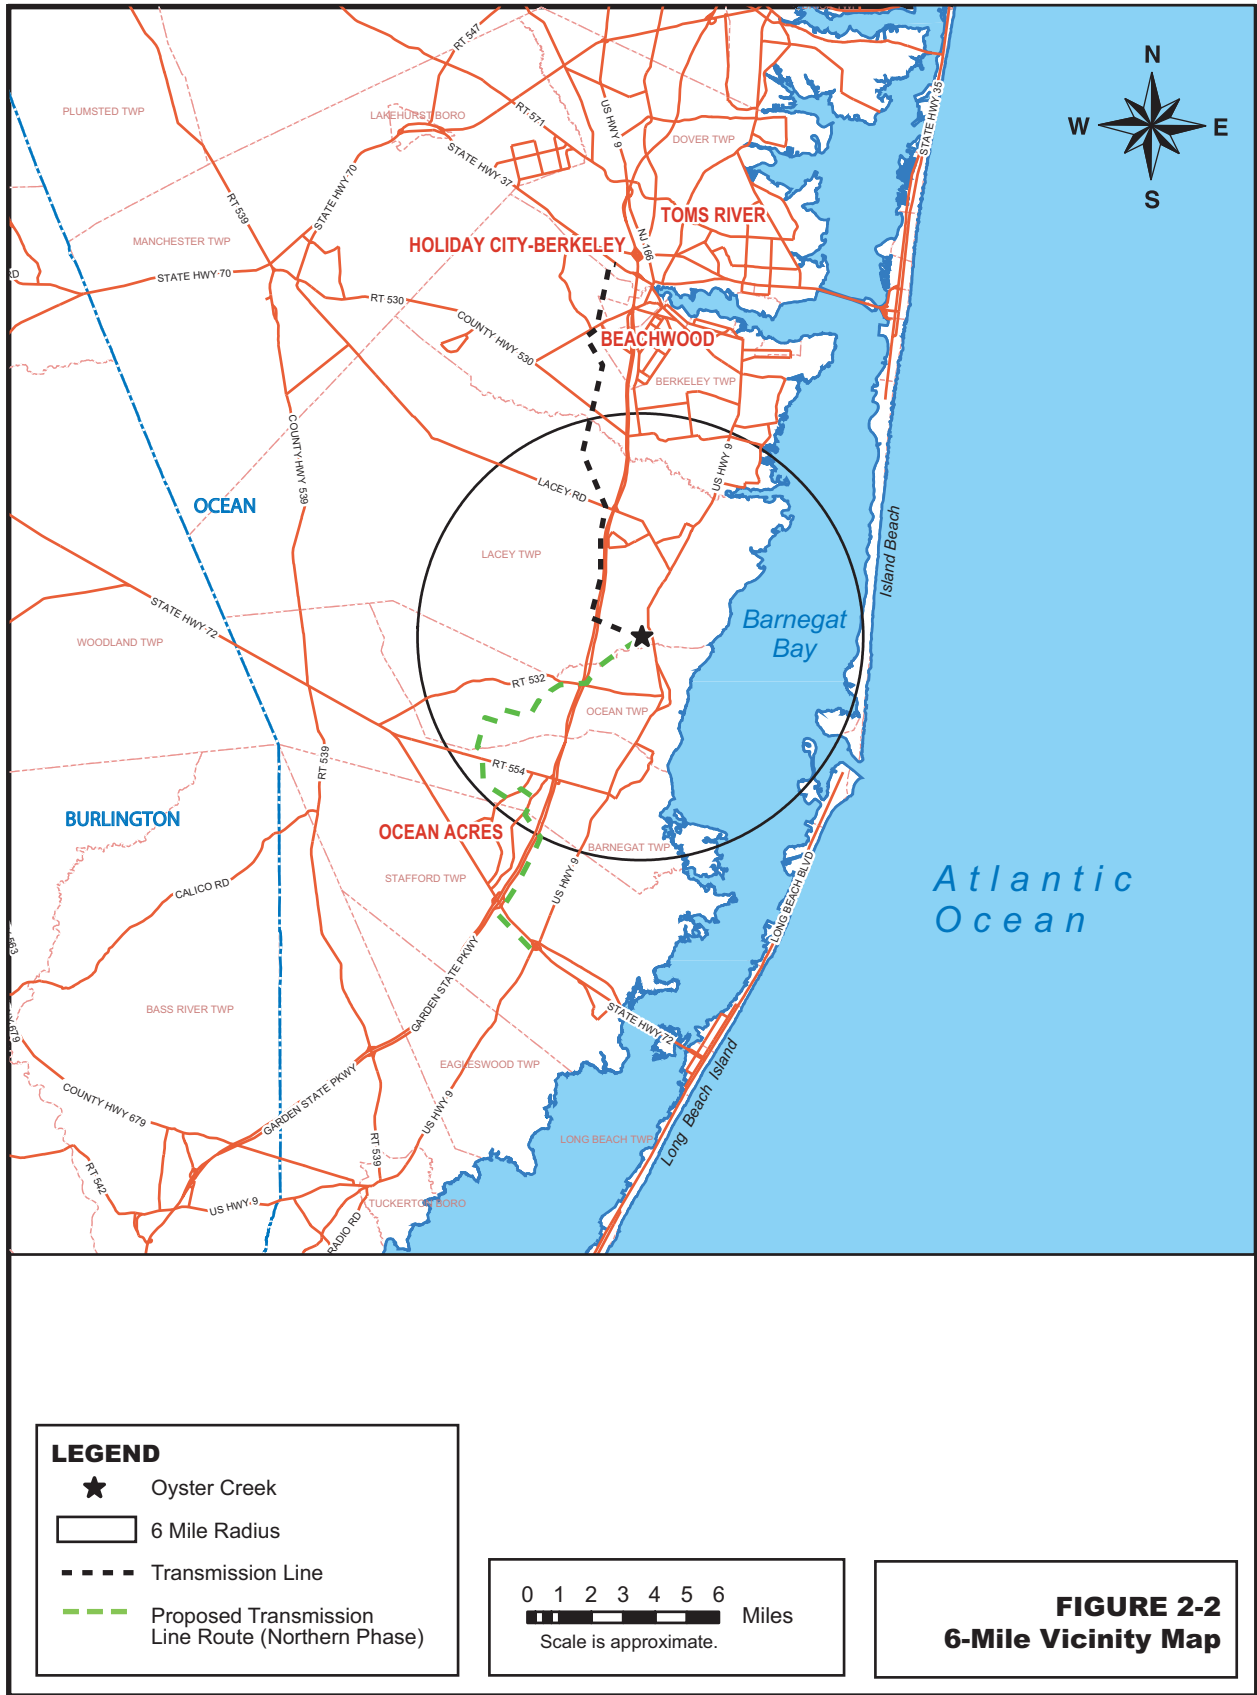 RT 547
PLUMSTED TWP
LAKEHURST BORO
RT 571
US HWY 9
DOVER TWP
STATE HWY 35
N
W
E
S
STATE HWY 37
STATE HWY 70
RT 539
TOMS RIVER
HOLIDAY CITY-BERKELEY
NJ 166
MANCHESTER TWP
STATE HWY 70
RD
RT 530
COUNTY HWY 530
BEACHWOOD
BERKELEY TWP
COUNTY HWY 539
US HWY 9
LACEY RD
OCEAN
LACEY TWP
Island Beach
STATE HWY 72
WOODLAND TWP
Barnegat
Bay
RT 532
OCEAN TWP
RT 539
RT 554
BURLINGTON
OCEAN ACRES
BARNEGAT TWP
STAFFORD TWP
US HWY 9
CALICO RD
LONG BEACH BLVD
Atlantic
Ocean
563
GARDEN STATE PKWY
BASS RIVER TWP
679
STATE HWY 72
EAGLESWOOD TWP
Long Beach Island
GARDEN STATE PKWY
COUNTY HWY 679
US HWY 9
RT 539
LONG BEACH TWP
RT 542
US HWY 9
TUCKERTON BORO
RADIO RD
LEGEND
Oyster Creek
6 Mile Radius
Transmission Line
Proposed Transmission
Line Route (Northern Phase)
0 1 2 3 4 5 6
Miles
Scale is approximate.
FIGURE 2-2
6-Mile Vicinity Map